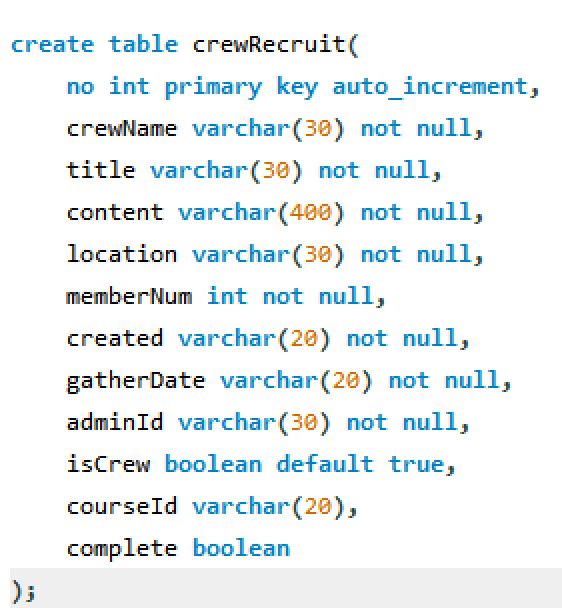 create table crewRecruit(
no int primary key auto_increment,
crewName varchar(30) not null,
title varchar(30) not null,
content varchar(400) not null,
location varchar(30) not null,
memberNum int not null,
created varchar(20) not null,
gatherDate varchar(20) not null,
adminId varchar(30) not null,
isCrew boolean default true,
courseId varchar(20),
complete boolean
);